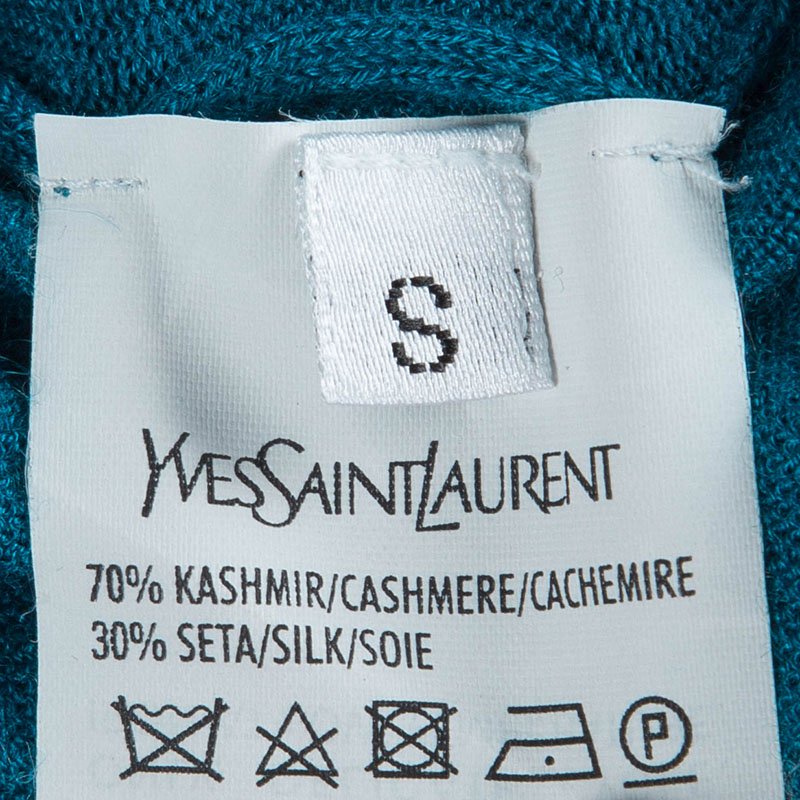 S
YVESSAINTLAURENT
70% KASHMIR/CASHMERE/CACHEMIRE
30% SETA/SILK/SOIE
P